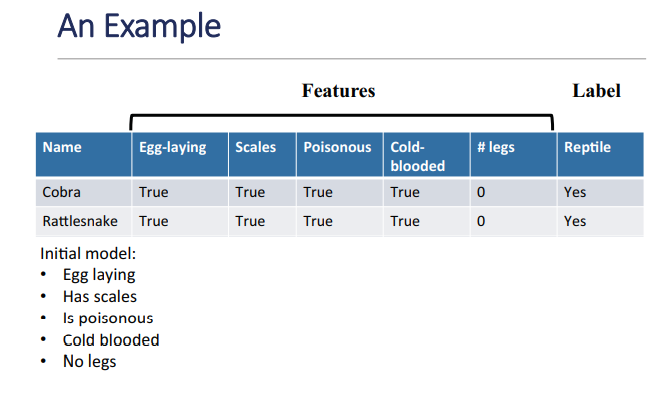 An Example
Features Label
Name Egg-laying Scales Poisonous Cold-blooded # legs Reptile
Cobra True True True True 0 Yes
Rattlesnake True True True True 0 Yes
Initial model:
• Egg laying
• Has scales
• Is poisonous
• Cold blooded
• No legs